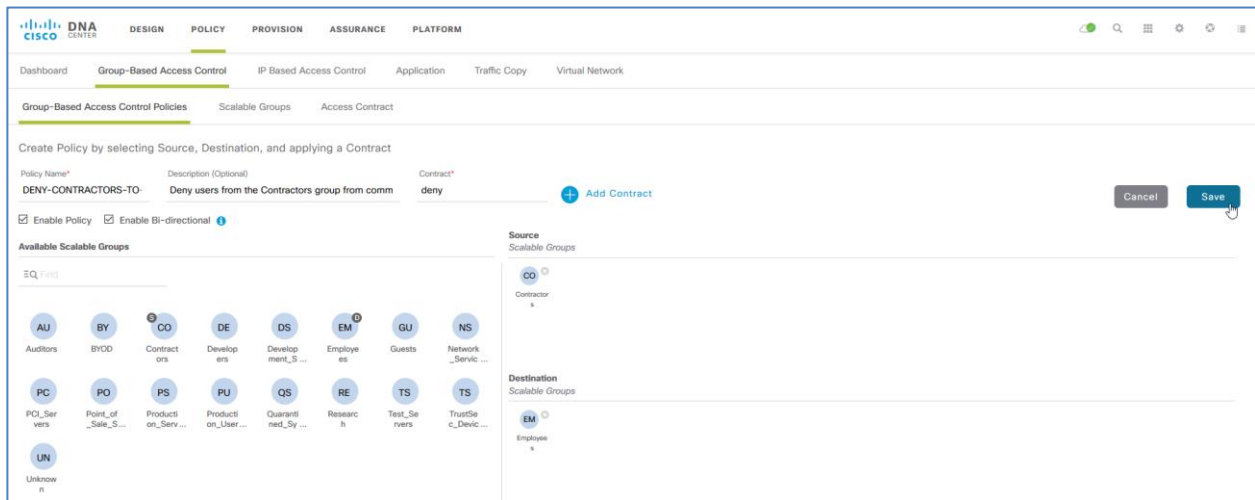 CISCO DNA CENTER DESIGN POLICY PROVISION ASSURANCE PLATFORM
Dashboard Group-Based Access Control IP Based Access Control Application Traffic Copy Virtual Network
Group-Based Access Control Policies Scalable Groups Access Contract
Create Policy by selecting Source, Destination, and applying a Contract
Policy Name* Description (Optional) Contract*
DENY-CONTRACTORS-TO- Deny users from the Contractors group from comm deny Add Contract Cancel Save
Enable Policy Enable Bi-directional i
Available Scalable Groups
Find
AU BY S CO DE DS EM D GU NS
Auditors BYOD Contract Develop Develop Employe Guests Network
ors ers ment_S ... es _Servic ...
PC PO PS PU QS RE TS TS
PCI_Ser Point_of Producti Producti Quaranti Researc Test_Se TrustSe
vers _Sale_S... on_Serv... on_User... ned_Sy ... h rvers c_Devic ...
UN
Unknow
n
Source
Scalable Groups
CO
Contractor
s
Destination
Scalable Groups
EM
Employee
s